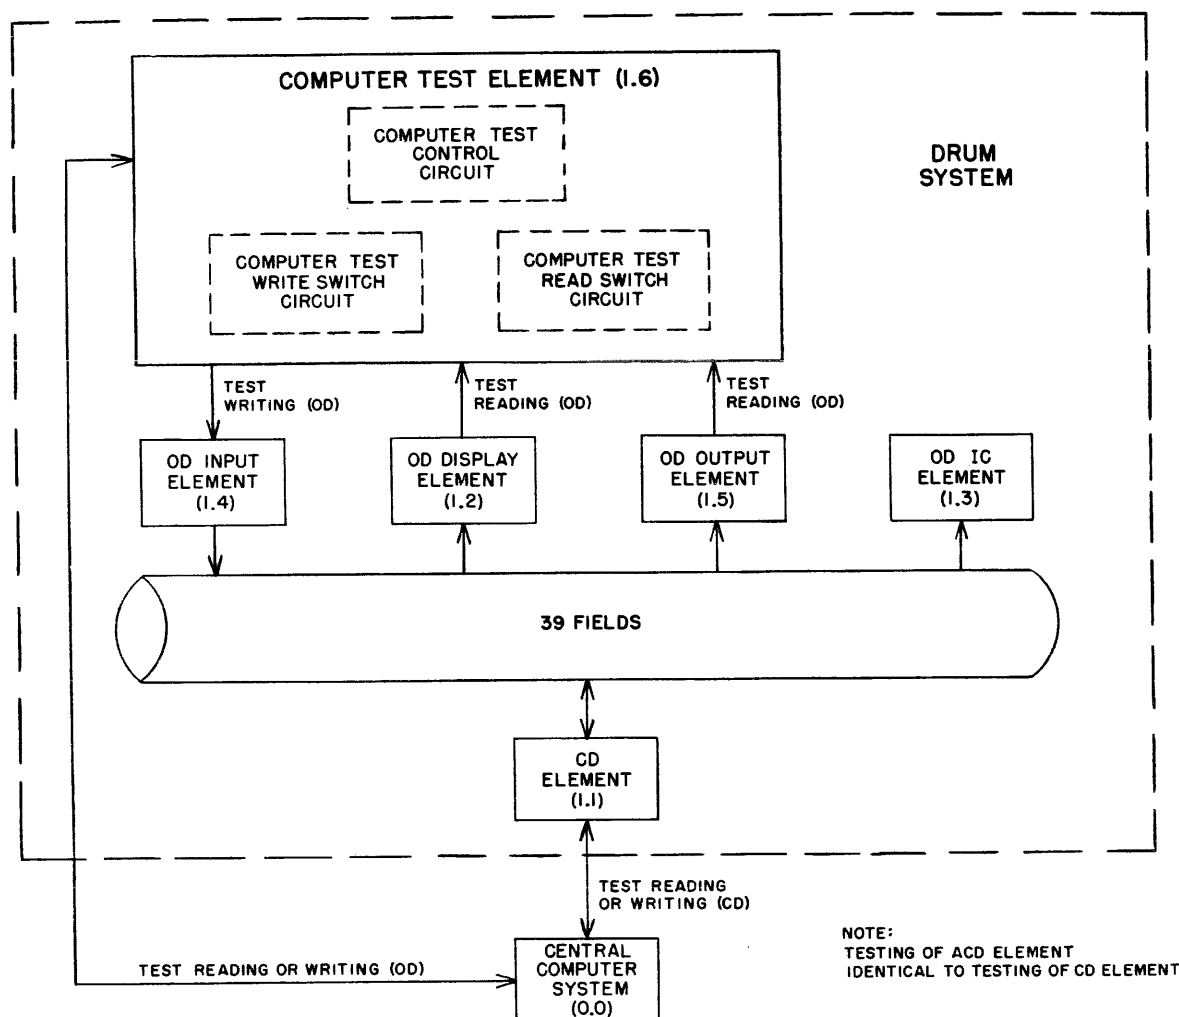 COMPUTER TEST ELEMENT (1.6)
COMPUTER TEST
CONTROL
CIRCUIT
DRUM
SYSTEM
COMPUTER TEST
WRITE SWITCH
CIRCUIT
COMPUTER TEST
READ SWITCH
CIRCUIT
TEST
WRITING (OD)
TEST
READING (OD)
TEST
READING (OD)
OD INPUT
ELEMENT
(1.4)
OD DISPLAY
ELEMENT
(1.2)
OD OUTPUT
ELEMENT
(1.5)
OD IC
ELEMENT
(1.3)
39 FIELDS
CD
ELEMENT
(1.1)
TEST READING
OR WRITING (CD)
NOTE:
TESTING OF ACD ELEMENT
IDENTICAL TO TESTING OF CD ELEMENT
TEST READING OR WRITING (OD)
CENTRAL
COMPUTER
SYSTEM
(0.0)